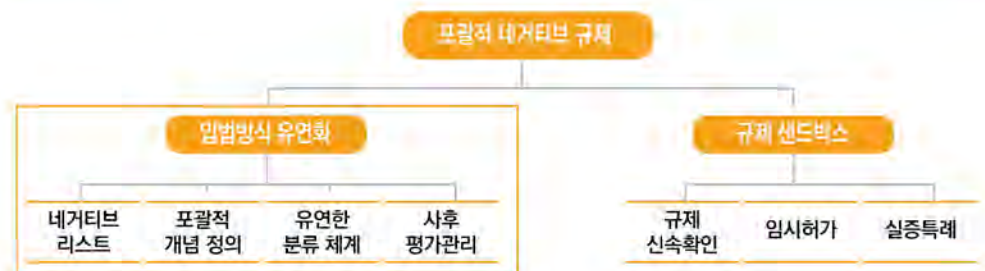 포괄적 네거티브 규제
입법방식 유연화
규제 샌드박스
네거티브
리스트
포괄적
개념 정의
유연한
분류 체계
사후
평가관리
규제
신속확인
임시허가
실증특례